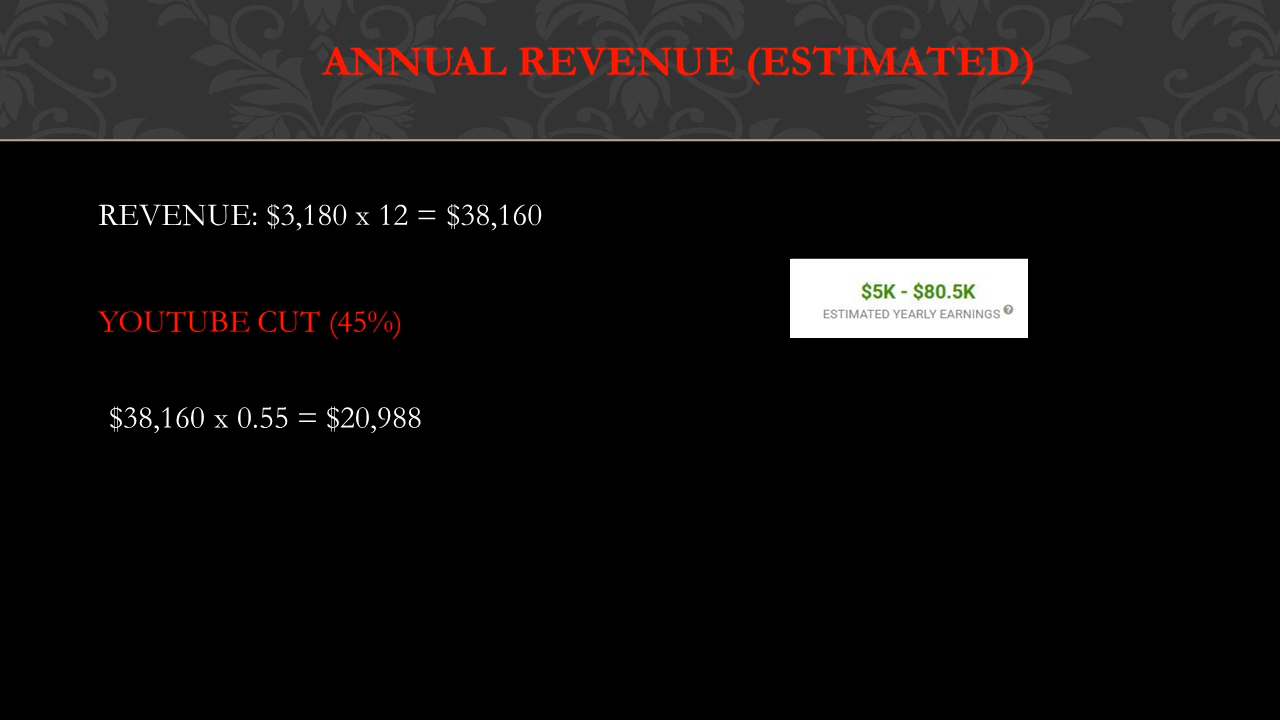 ANNUAL REVENUE (ESTIMATED)
REVENUE: $3,180 x 12 = $38,160
$5K - $80.5K
ESTIMATED YEARLY EARNINGS ?
YOUTUBE CUT (45%)
$38,160 x 0.55 = $20,988